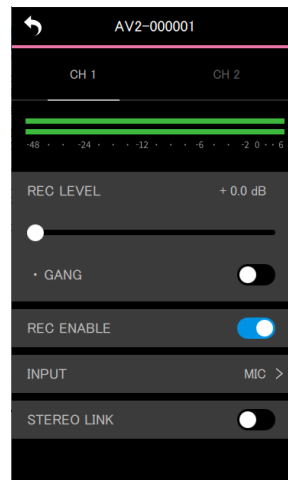 AV2-000001
CH 1 CH 2
-48 · · -24 · · · -12 · · · -6 · · -2 0 · · 6
REC LEVEL + 0.0 dB
・GANG
REC ENABLE
INPUT MIC >
STEREO LINK